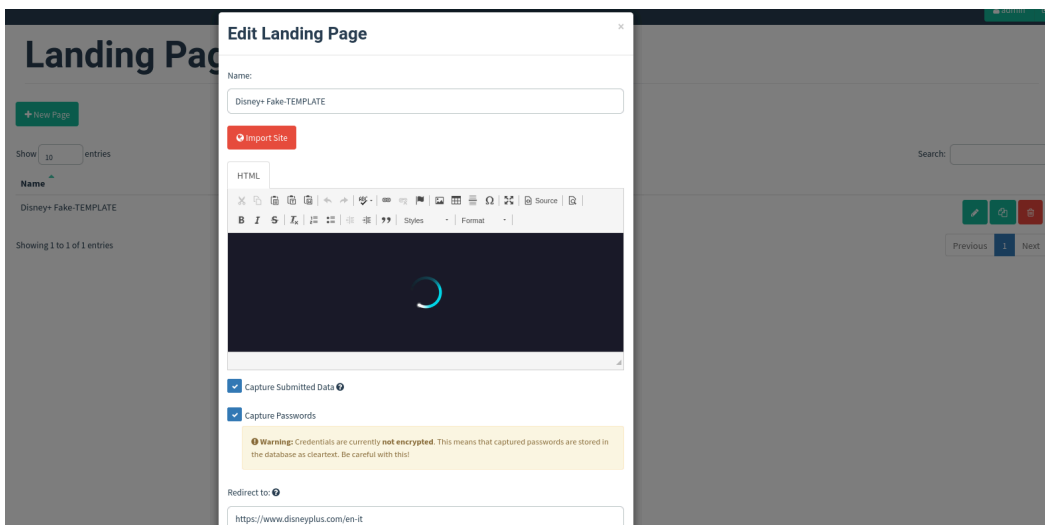 admin
Landing Pag
Edit Landing Page
×
Name:
Disney+ Fake-TEMPLATE
New Page
Import Site
Show 10 entries
Search:
HTML
Name
Source
Disney+ Fake-TEMPLATE
B I S Ix Styles Format
Showing 1 to 1 of 1 entries
Previous 1 Next
Capture Submitted Data
Capture Passwords
Warning: Credentials are currently not encrypted. This means that captured passwords are stored in
the database as cleartext. Be careful with this!
Redirect to:
https://www.disneyplus.com/en-it